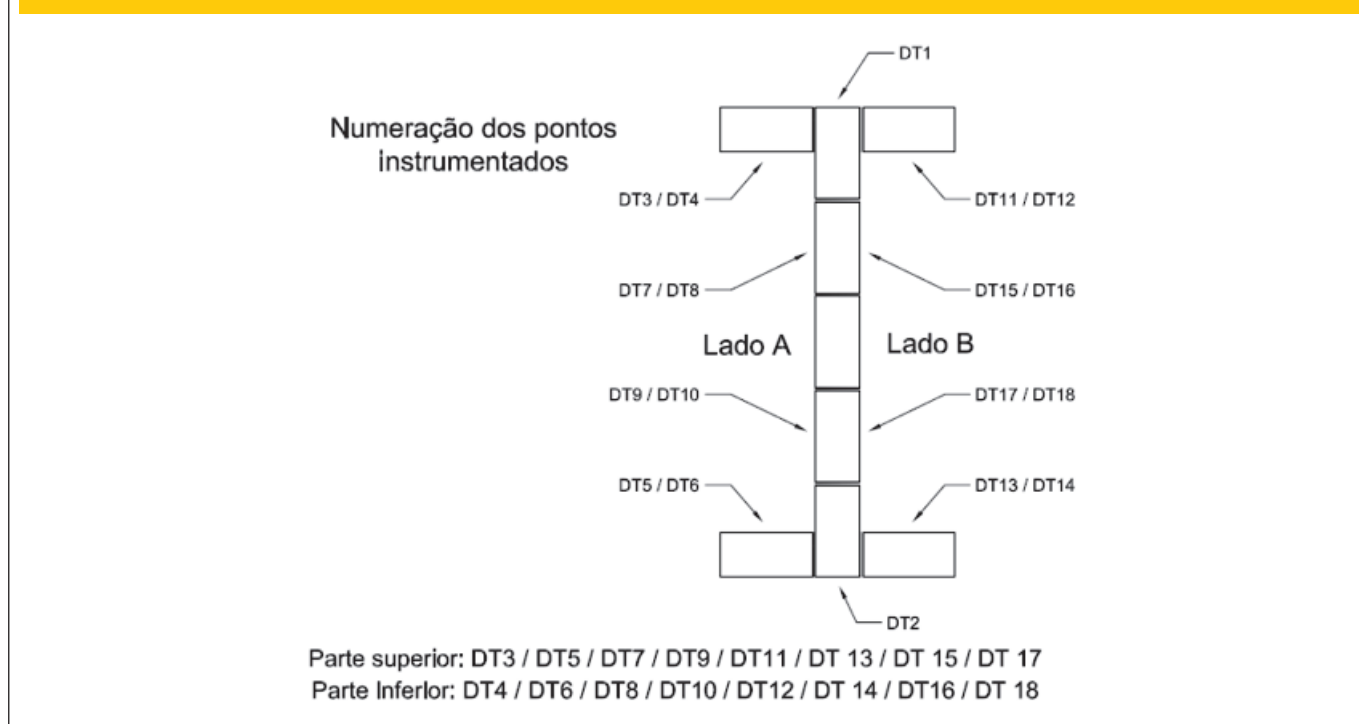 DT1
Numeração dos pontos
instrumentados
DT3 / DT4
DT11 / DT12
DT7 / DT8
DT15 / DT16
Lado A
Lado B
DT9 / DT10
DT17 / DT18
DT5 / DT6
DT13 / DT14
DT2
Parte superior: DT3 / DT5 / DT7 / DT9 / DT11 / DT 13 / DT 15 / DT 17
Parte Inferior: DT4 / DT6 / DT8 / DT10 / DT12 / DT 14 / DT16 / DT 18